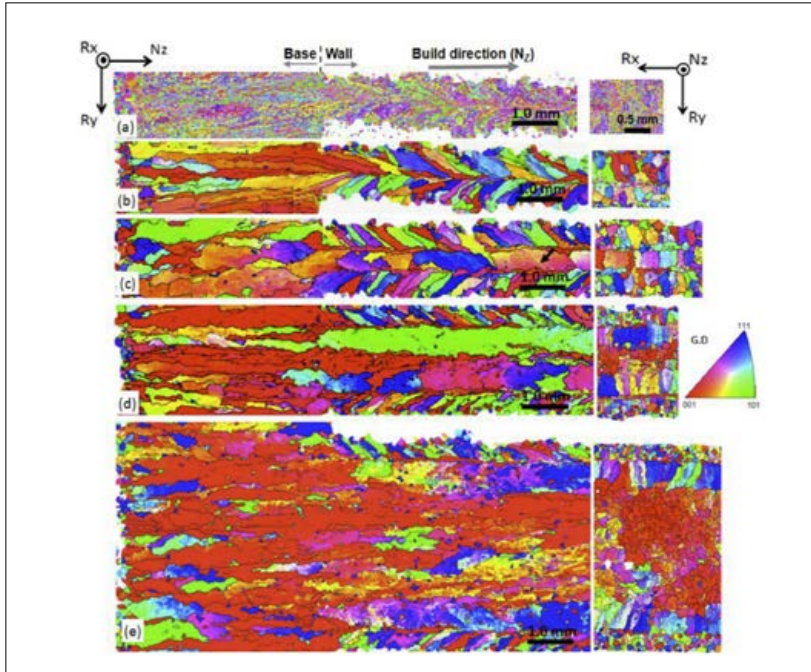 Rx Nz Base Wall Build direction (Nz) Rx Nz
Ry Ry
(a) 1.0 mm 0.5 mm
(b) 1.0 mm
(c) 1.0 mm
111
G.D
(d) 1.0 mm 001 101
(e) 1.0 mm